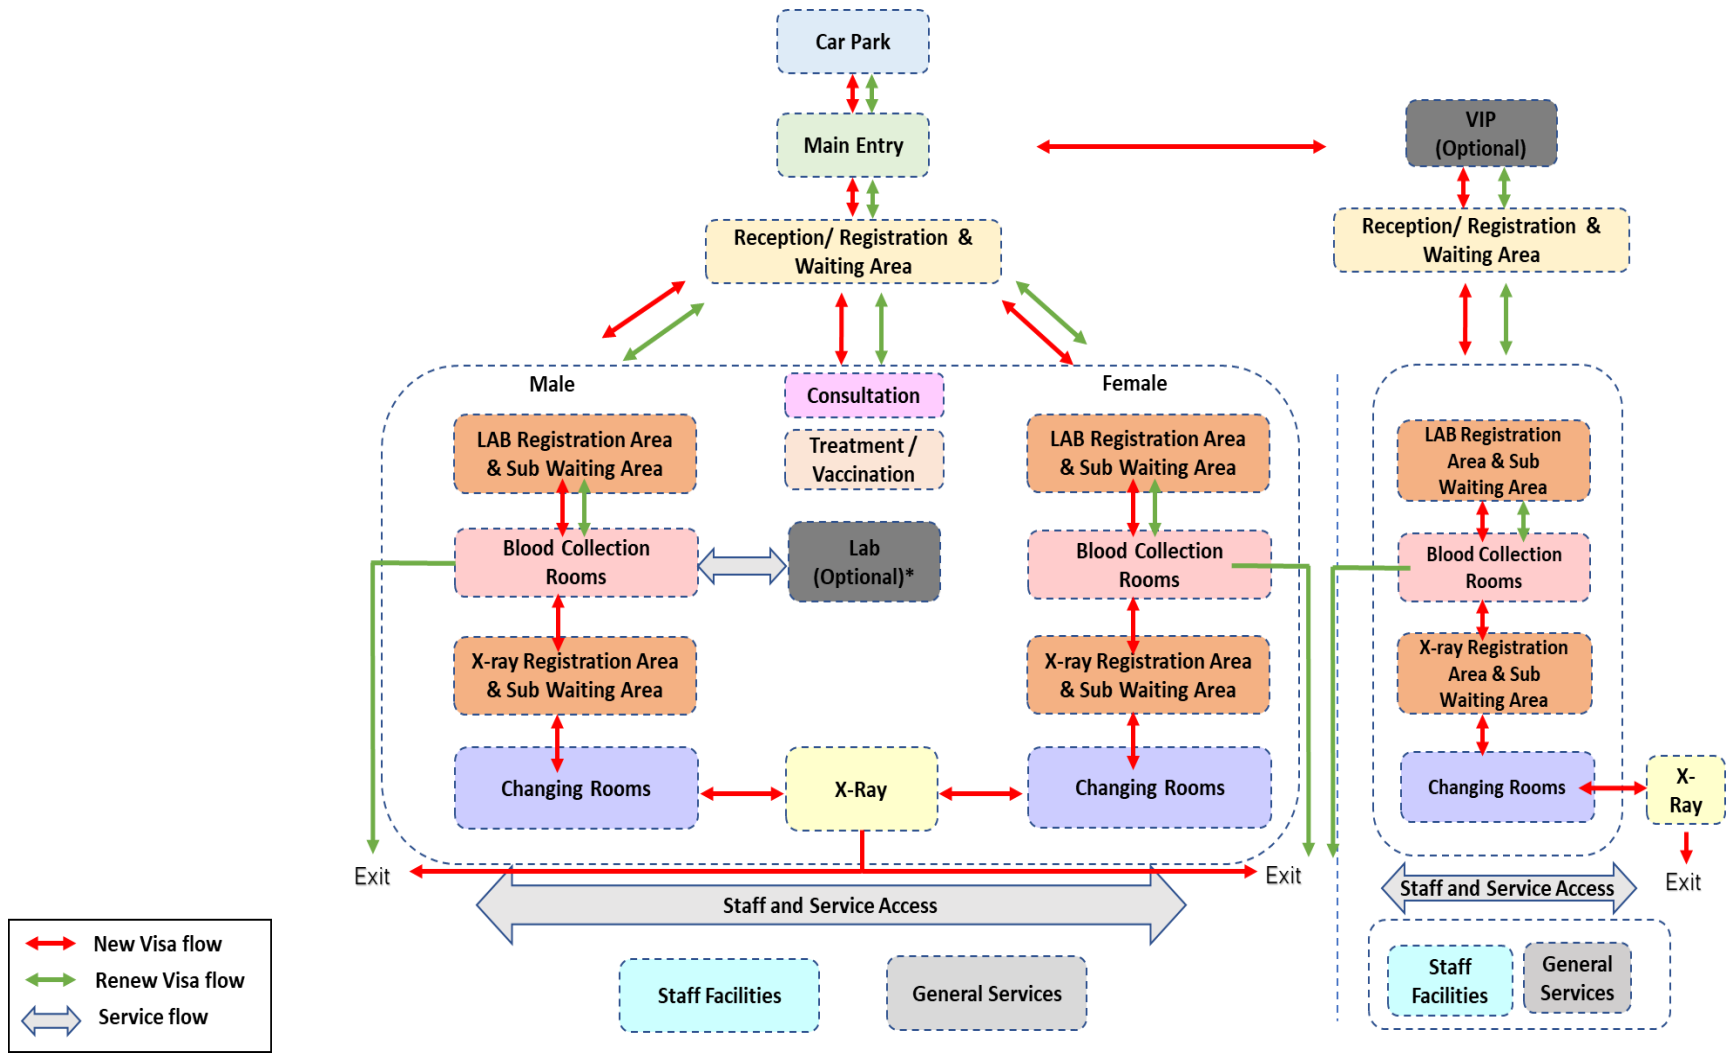 Car Park
Main Entry
VIP
(Optional)
Reception/ Registration &
Waiting Area
Reception/ Registration &
Waiting Area
Male
Consultation
Female
LAB Registration Area
& Sub Waiting Area
Treatment /
Vaccination
LAB Registration Area
& Sub Waiting Area
LAB Registration
Area & Sub
Waiting Area
Blood Collection
Rooms
Lab
(Optional)*
Blood Collection
Rooms
Blood Collection
Rooms
X-ray Registration Area
& Sub Waiting Area
X-ray Registration Area
& Sub Waiting Area
X-ray Registration
Area & Sub
Waiting Area
Changing Rooms
X-Ray
Changing Rooms
Changing Rooms
X-
Ray
Exit
Exit
Exit
Staff and Service Access
Staff and Service Access
Staff Facilities
General Services
Staff
Facilities
General
Services
New Visa flow
Renew Visa flow
Service flow